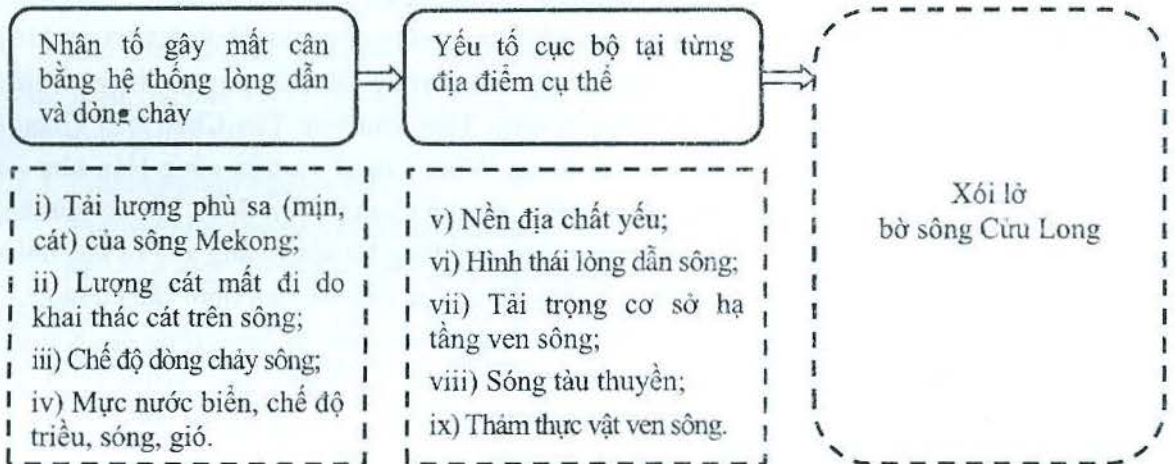 Nhân tố gây mất cân
bằng hệ thống lòng dẫn
và dòng chảy
Yếu tố cục bộ tại từng
địa điểm cụ thể
i) Tải lượng phù sa (mịn,
cát) của sông Mekong;
ii) Lượng cát mất đi do
khai thác cát trên sông;
iii) Chế độ dòng chảy sông;
iv) Mực nước biển, chế độ
triều, sóng, gió.
v) Nền địa chất yếu;
vi) Hình thái lòng dẫn sông;
vii) Tải trọng cơ sở hạ
tầng ven sông;
viii) Sóng tàu thuyền;
ix) Thảm thực vật ven sông.
Xói lở
bờ sông Cửu Long